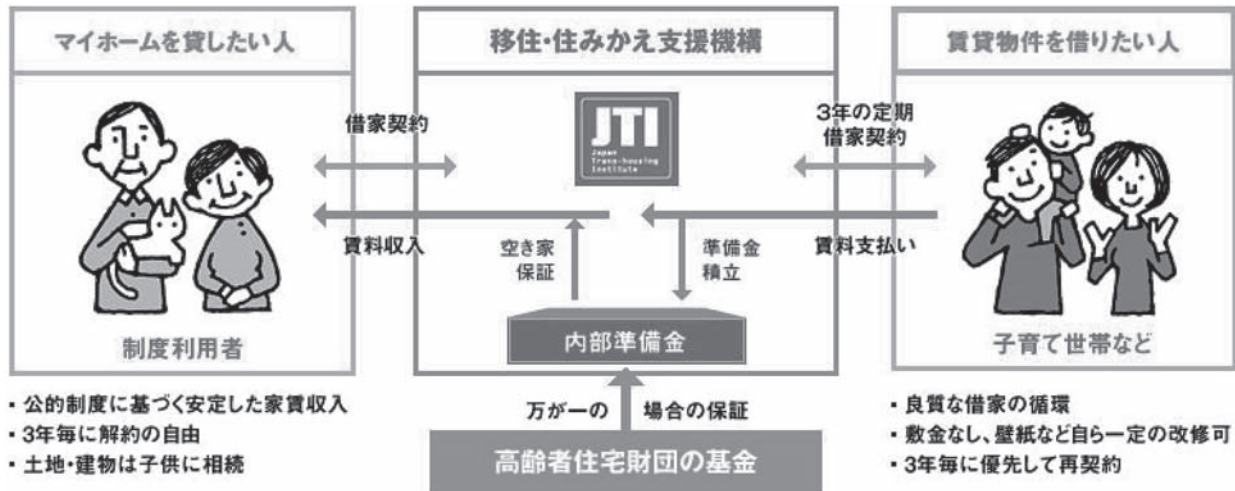 マイホームを貸したい人
制度利用者
・公的制度に基づく安定した家賃収入
・3年毎に解約の自由
・土地・建物は子供に相続
借家契約
賃料収入
移住・住みかえ支援機構
JTI
Japan
Trans-housing
Institute
空き家
保証
準備金
積立
内部準備金
万が一の 場合の保証
高齢者住宅財団の基金
3年の定期
借家契約
賃料支払い
賃貸物件を借りたい人
子育て世帯など
・良質な借家の循環
・敷金なし、壁紙など自ら一定の改修可
・3年毎に優先して再契約